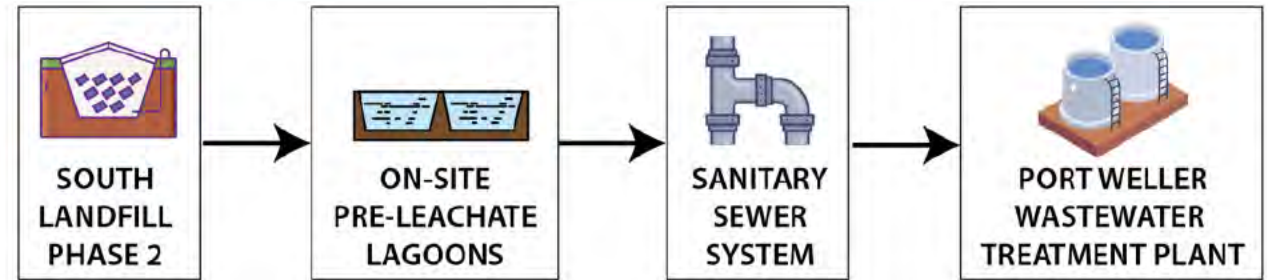 SOUTH
LANDFILL
PHASE 2
ON-SITE
PRE-LEACHATE
LAGOONS
SANITARY
SEWER
SYSTEM
PORT WELLER
WASTEWATER
TREATMENT PLANT